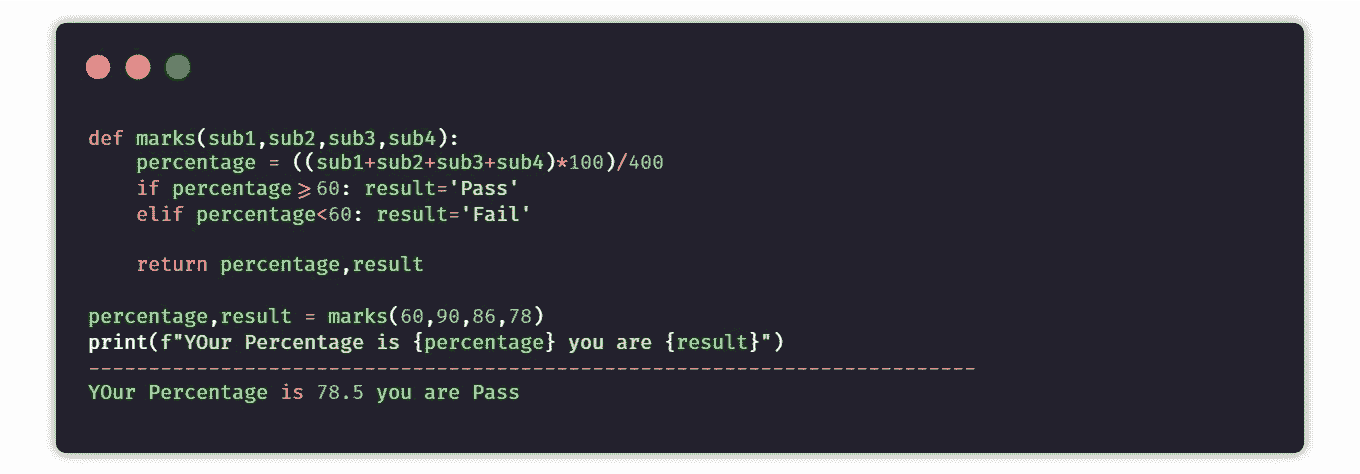 def marks(sub1,sub2,sub3,sub4):
    percentage = ((sub1+sub2+sub3+sub4)*100)/400
    if percentage>=60: result='Pass'
    elif percentage<60: result='Fail'
    return percentage,result
percentage,result = marks(60,90,86,78)
print(f"YOur Percentage is {percentage} you are {result}")
--------------------------------------------------------------------------
YOur Percentage is 78.5 you are Pass